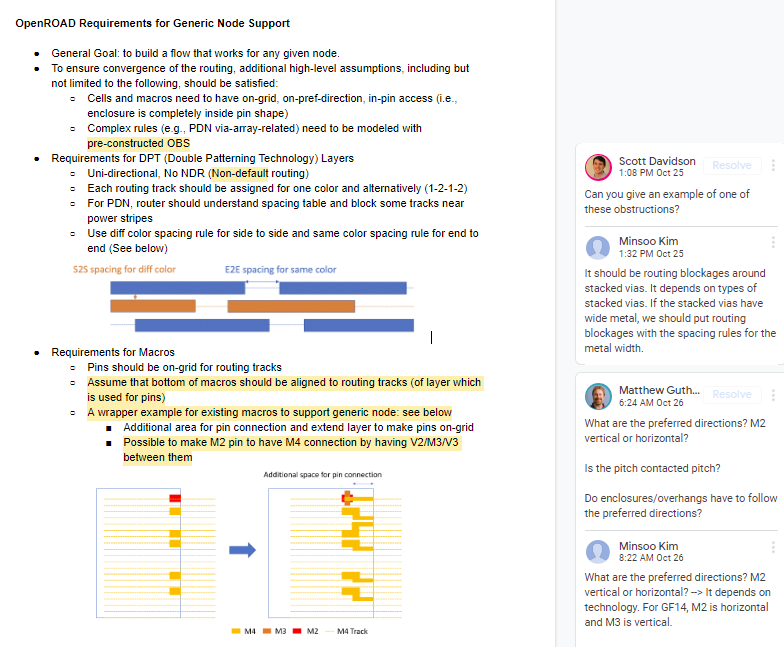 OpenROAD Requirements for Generic Node Support
● General Goal: to build a flow that works for any given node.
● To ensure convergence of the routing, additional high-level assumptions, including but
not limited to the following, should be satisfied:
○ Cells and macros need to have on-grid, on-pref-direction, in-pin access (i.e.,
enclosure is completely inside pin shape)
○ Complex rules (e.g., PDN via-array-related) need to be modeled with
pre-constructed OBS
● Requirements for DPT (Double Patterning Technology) Layers
○ Uni-directional, No NDR (Non-default routing)
○ Each routing track should be assigned for one color and alternatively (1-2-1-2)
○ For PDN, router should understand spacing table and block some tracks near
power stripes
○ Use diff color spacing rule for side to side and same color spacing rule for end to
end (See below)
S2S spacing for diff color
E2E spacing for same color
● Requirements for Macros
○ Pins should be on-grid for routing tracks
○ Assume that bottom of macros should be aligned to routing tracks (of layer which
is used for pins)
○ A wrapper example for existing macros to support generic node: see below
■ Additional area for pin connection and extend layer to make pins on-grid
■ Possible to make M2 pin to have M4 connection by having V2/M3/V3
between them
Additional space for pin connection
M4 M3 M2 M4 Track
Scott Davidson
Resolve
1:08 PM Oct 25
Can you give an example of one of
these obstructions?
Minsoo Kim
1:32 PM Oct 25
It should be routing blockages around
stacked vias. It depends on types of
stacked vias. If the stacked vias have
wide metal, we should put routing
blockages with the spacing rules for the
metal width.
Matthew Guth...
Resolve
6:24 AM Oct 26
What are the preferred directions? M2
vertical or horizontal?
Is the pitch contacted pitch?
Do enclosures/overhangs have to follow
the preferred directions?
Minsoo Kim
8:22 AM Oct 26
What are the preferred directions? M2
vertical or horizontal? --> It depends on
technology. For GF14, M2 is horizontal
and M3 is vertical.